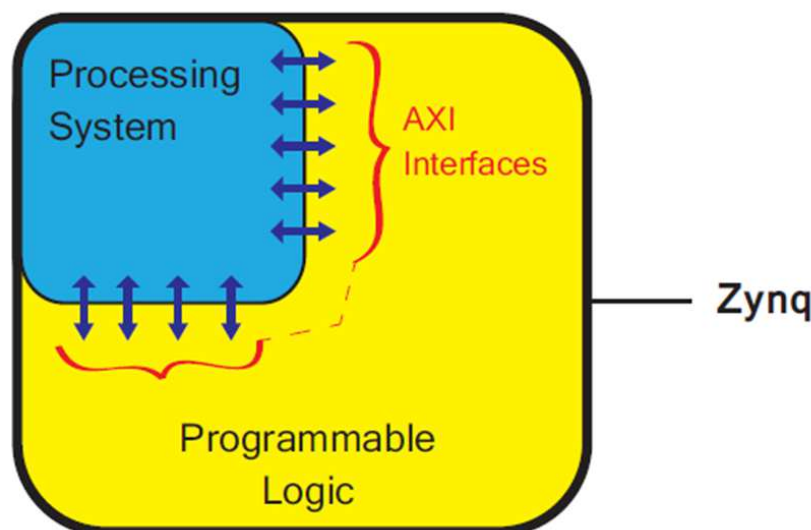 Processing
System
AXI
Interfaces
Zynq
Programmable
Logic